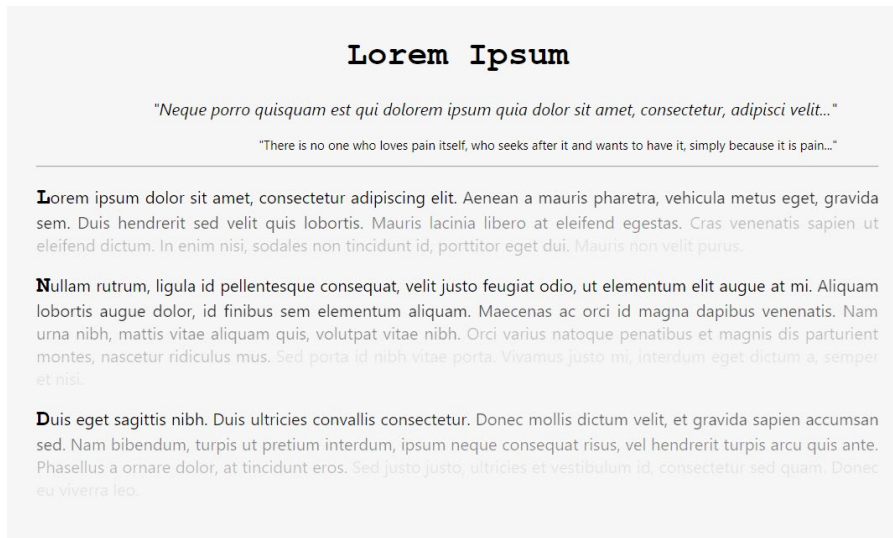 Lorem Ipsum
"Neque porro quisquam est qui dolorem ipsum quia dolor sit amet, consectetur, adipisci velit..."
"There is no one who loves pain itself, who seeks after it and wants to have it, simply because it is pain..."
Lorem ipsum dolor sit amet, consectetur adipiscing elit. Aenean a mauris pharetra, vehicula metus eget, gravida
sem. Duis hendrerit sed velit quis lobortis. Mauris lacinia libero at eleifend egestas. Cras venenatis sapien ut
eleifend dictum. In enim nisi, sodales non tincidunt id, porttitor eget dui. Mauris non velit purus.
Nullam rutrum, ligula id pellentesque consequat, velit justo feugiat odio, ut elementum elit augue at mi. Aliquam
lobortis augue dolor, id finibus sem elementum aliquam. Maecenas ac orci id magna dapibus venenatis. Nam
urna nibh, mattis vitae aliquam quis, volutpat vitae nibh. Orci varius natoque penatibus et magnis dis parturient
montes, nascetur ridiculus mus. Sed porta id nibh vitae porta. Vivamus justo mi, interdum eget dictum a, semper
et nisi.
Duis eget sagittis nibh. Duis ultricies convallis consectetur. Donec mollis dictum velit, et gravida sapien accumsan
sed. Nam bibendum, turpis ut pretium interdum, ipsum neque consequat risus, vel hendrerit turpis arcu quis ante.
Phasellus a ornare dolor, at tincidunt eros. Sed justo justo, ultricies et vestibulum id, consectetur sed quam. Donec
eu viverra leo.